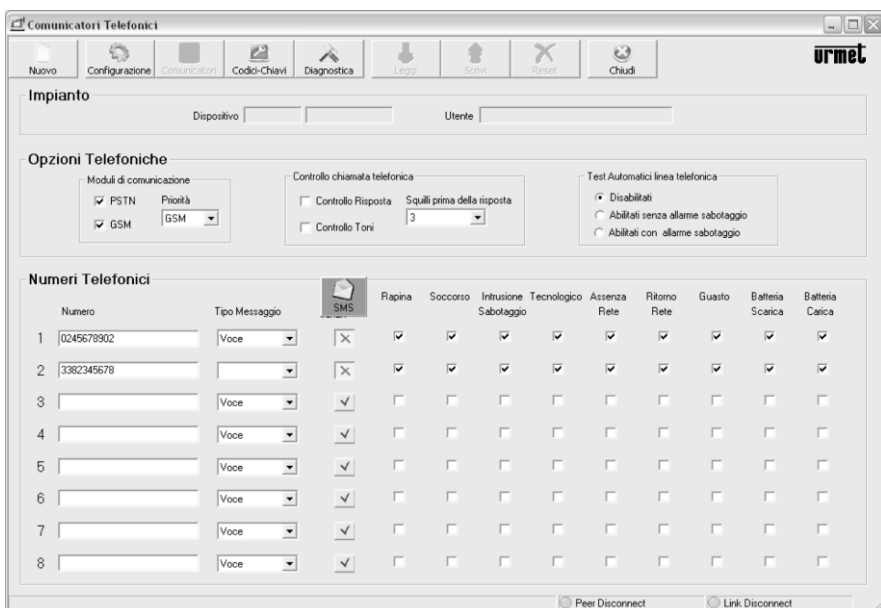 Comunicatori Telefonici
Nuovo Configurazione Comunicatori Codici-Chiavi Diagnostica Leggi Scrivi Reset Chiudi urmet
Impianto
Dispositivo Utente
Opzioni Telefoniche
Moduli di comunicazione
PSTN Priorità
GSM GSM
Controllo chiamata telefonica
Controllo Risposta Squilli prima della risposta
Controllo Toni 3
Test Automatici linea telefonica
Disabilitati
Abilitati senza allarme sabotaggio
Abilitati con allarme sabotaggio
Numeri Telefonici
Numero Tipo Messaggio SMS Rapina Soccorso Intrusione Sabotaggio Tecnologico Assenza Rete Ritorno Rete Guasto Batteria Scarica Batteria Carica
1 0245678902 Voce
2 3382345678
3 Voce
4 Voce
5 Voce
6 Voce
7 Voce
8 Voce
Peer Disconnect Link Disconnect